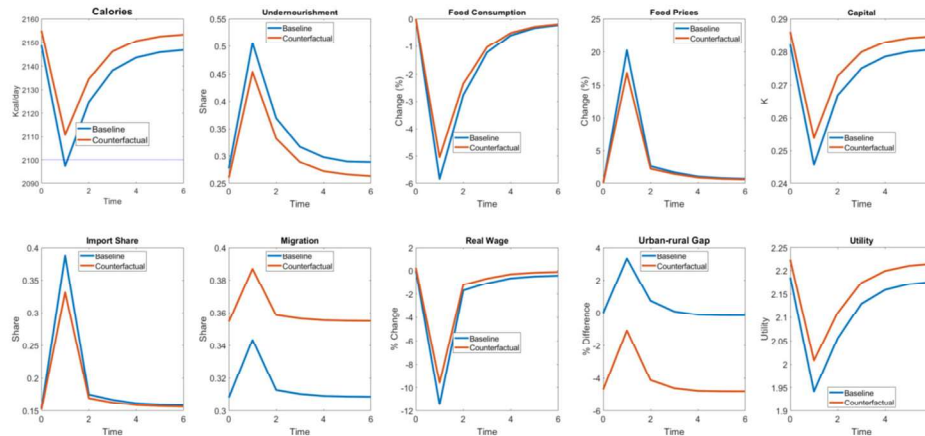 Calories
2160
2150
2140
2130
2120
2110
2100
2090
Kcal/day
Baseline
Counterfactual
0 2 4 6
Time
Undernourishment
0.55
0.5
0.45
0.4
0.35
0.3
0.25
Share
Baseline
Counterfactual
0 2 4 6
Time
Food Consumption
0
-1
-2
-3
-4
-5
-6
Change (%)
Baseline
Counterfactual
0 2 4 6
Time
Food Prices
25
20
15
10
5
0
Change (%)
Baseline
Counterfactual
0 2 4 6
Time
Capital
0.29
0.28
0.27
0.26
0.25
0.24
K
Baseline
Counterfactual
0 2 4 6
Time
Import Share
0.4
0.35
0.3
0.25
0.2
0.15
Share
Baseline
Counterfactual
0 2 4 6
Time
Migration
0.4
0.38
0.36
0.34
0.32
0.3
Share
Baseline
Counterfactual
0 2 4 6
Time
Real Wage
2
0
-2
-4
-6
-8
-10
-12
% Change
Baseline
Counterfactual
0 2 4 6
Time
Urban-rural Gap
4
2
0
-2
-4
-6
% Difference
Baseline
Counterfactual
0 2 4 6
Time
Utility
2.25
2.2
2.15
2.1
2.05
2
1.95
1.9
Utility
Baseline
Counterfactual
0 2 4 6
Time